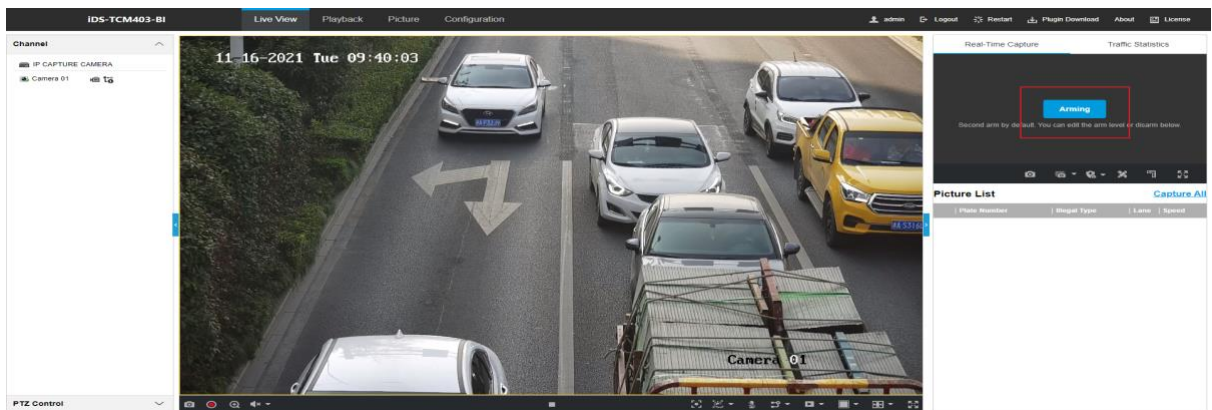 iDS-TCM403-BI Live View Playback Picture Configuration admin Logout Restart Plugin Download About License
Channel
IP CAPTURE CAMERA
Camera 01
11-16-2021 Tue 09:40:03
Camera 01
PTZ Control
Real-Time Capture Traffic Statistics
Arming
Second arm by default. You can edit the arm level or disarm below.
Picture List Capture All
Plate Number Illegal Type Lane Speed